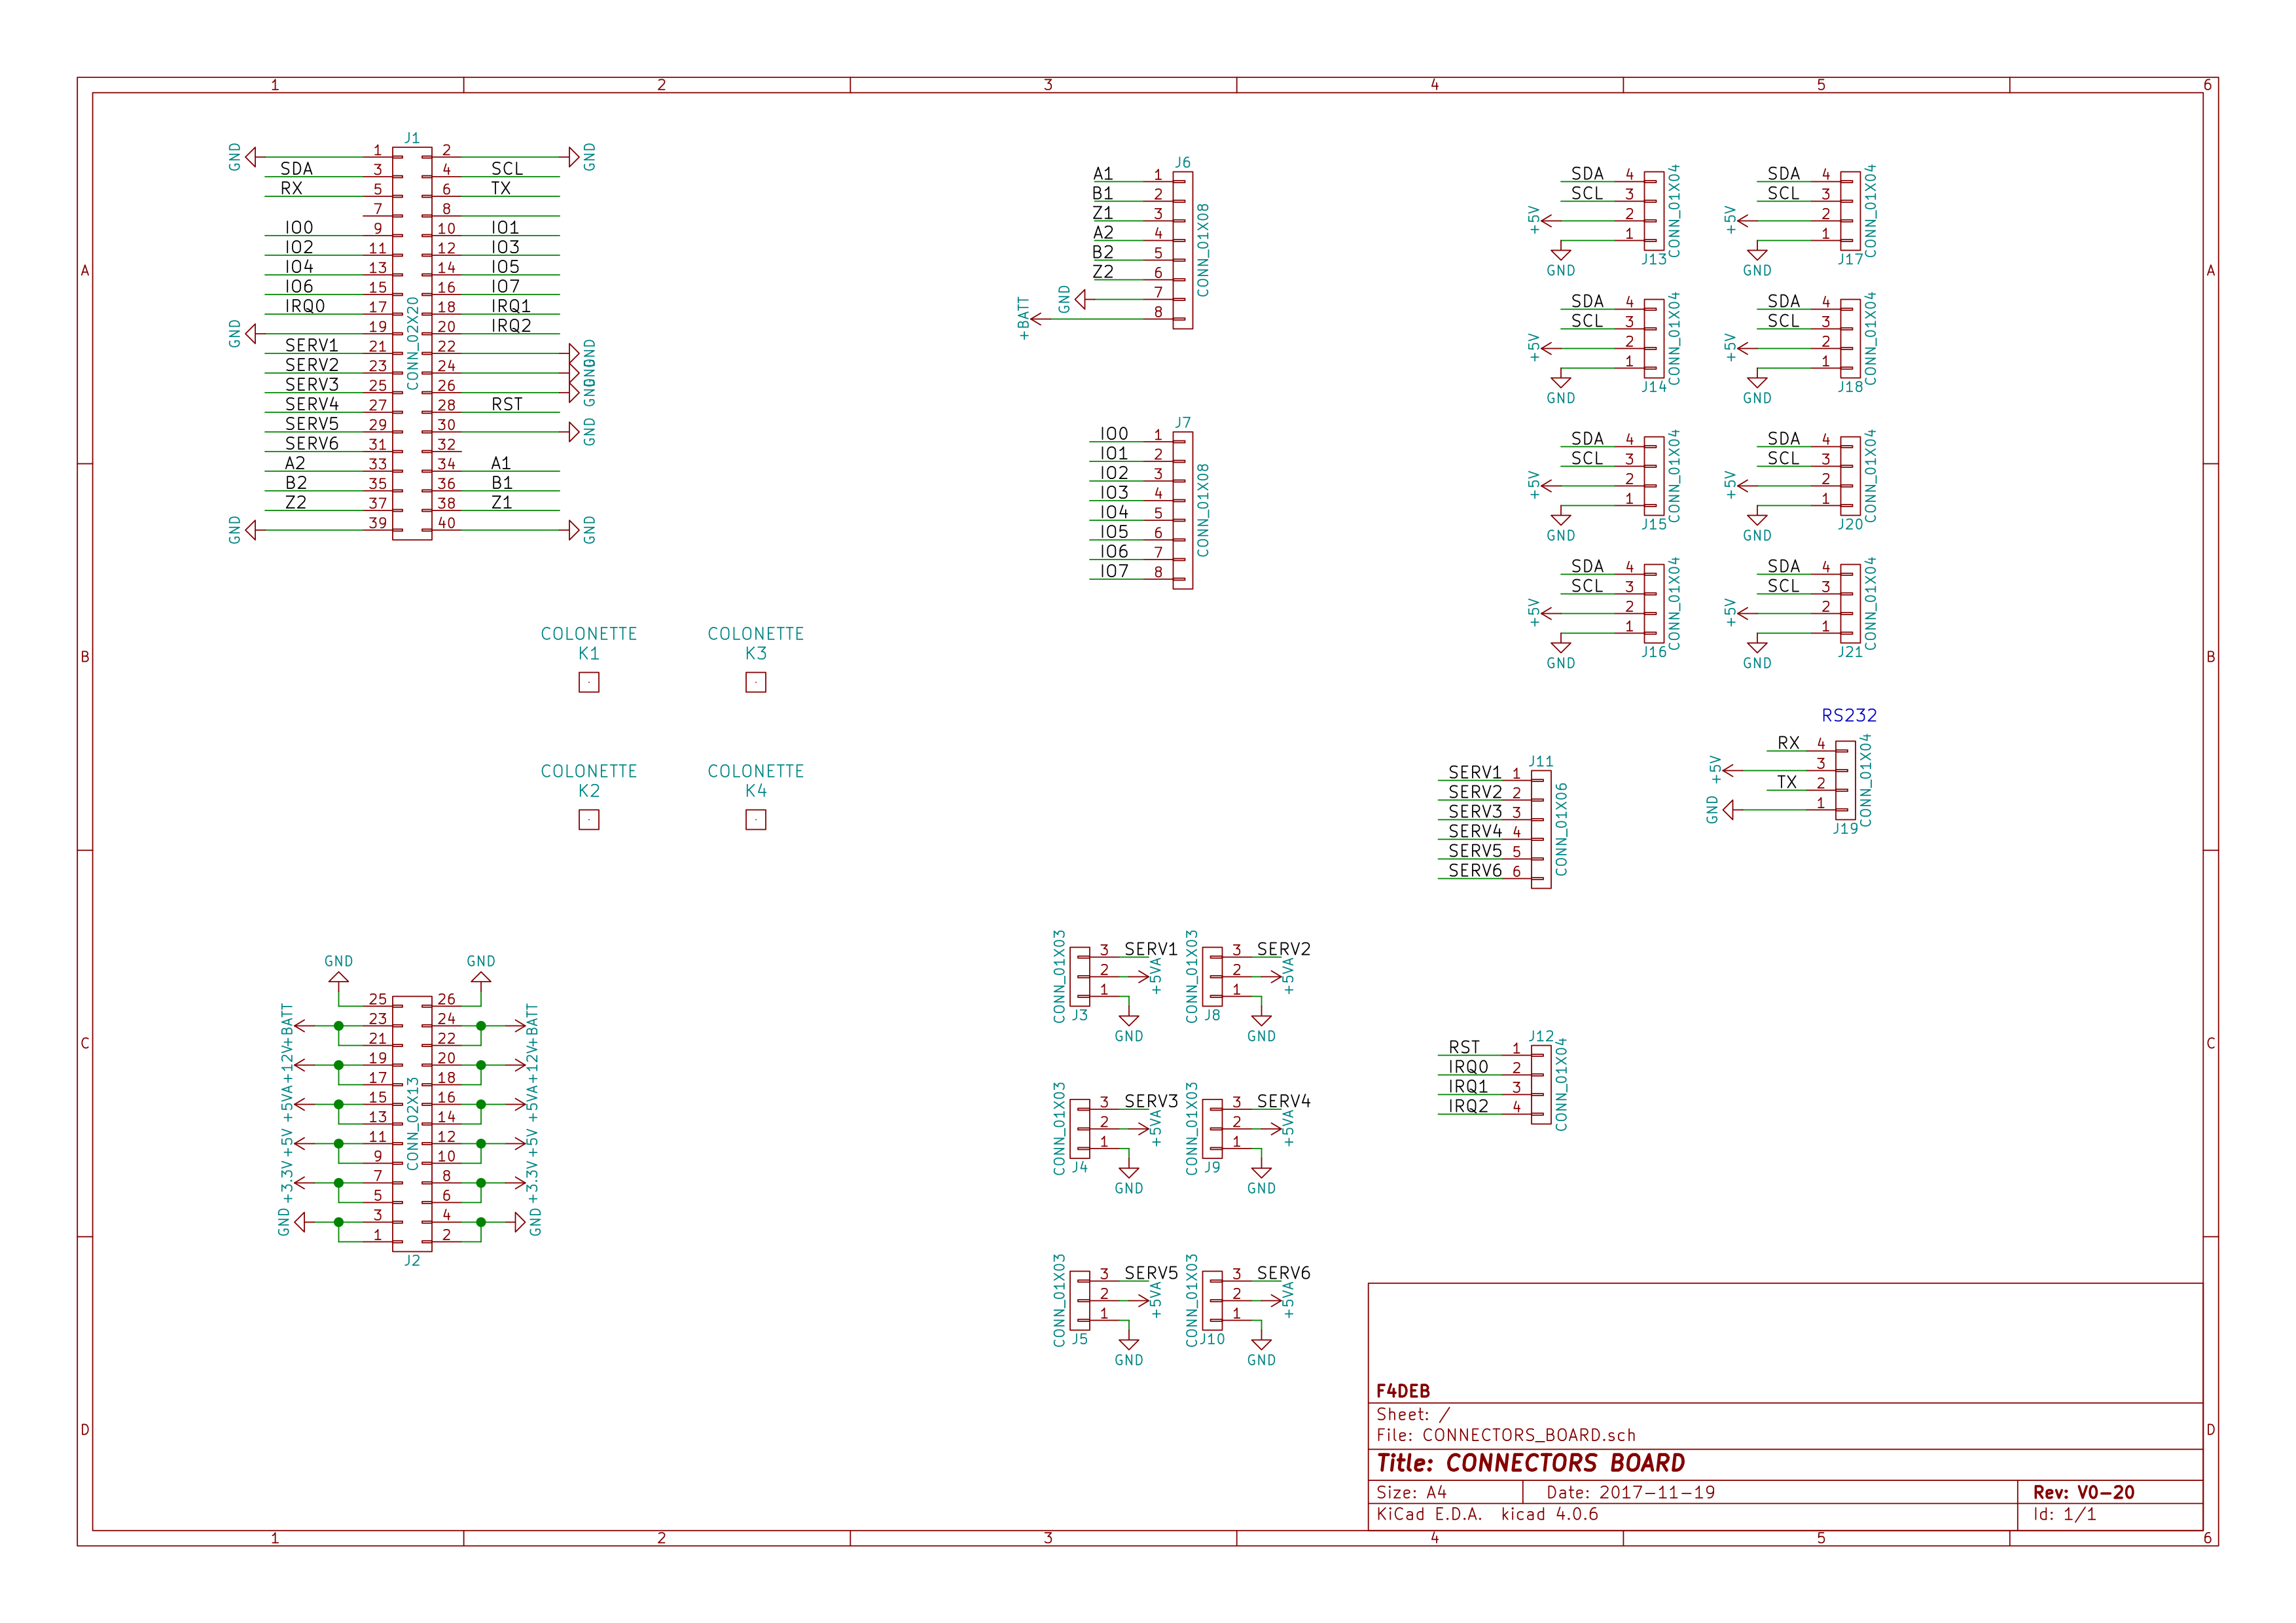 1 2 3 4 5 6
A
B
C
D
J1
CONN_02X20
GND 1 2 GND
SDA 3 4 SCL
RX 5 6 TX
7 8
IO0 9 10 IO1
IO2 11 12 IO3
IO4 13 14 IO5
IO6 15 16 IO7
IRQ0 17 18 IRQ1
GND 19 20 IRQ2
SERV1 21 22 GND
SERV2 23 24 GND
SERV3 25 26 GND
SERV4 27 28 RST
SERV5 29 30 GND
SERV6 31 32
A2 33 34 A1
B2 35 36 B1
Z2 37 38 Z1
GND 39 40 GND
COLONETTE
K1
COLONETTE
K3
COLONETTE
K2
COLONETTE
K4
GND GND
25 26
+BATT 23 24 +BATT
21 22
+12V 19 20 +12V
17 18
+5VA 15 16 +5VA
13 14
+5V 11 12 +5V
9 10
+3.3V 7 8 +3.3V
5 6
GND 3 4 GND
1 2
CONN_02X13
J2
J6
A1 1
B1 2
Z1 3
A2 4
B2 5
Z2 6
GND 7
+BATT 8
CONN_01X08
J7
IO0 1
IO1 2
IO2 3
IO3 4
IO4 5
IO5 6
IO6 7
IO7 8
CONN_01X08
SDA 4
SCL 3
+5V 2
GND 1
CONN_01X04
J13
SDA 4
SCL 3
+5V 2
GND 1
CONN_01X04
J17
SDA 4
SCL 3
+5V 2
GND 1
CONN_01X04
J14
SDA 4
SCL 3
+5V 2
GND 1
CONN_01X04
J18
SDA 4
SCL 3
+5V 2
GND 1
CONN_01X04
J15
SDA 4
SCL 3
+5V 2
GND 1
CONN_01X04
J20
SDA 4
SCL 3
+5V 2
GND 1
CONN_01X04
J16
SDA 4
SCL 3
+5V 2
GND 1
CONN_01X04
J21
RS232
RX 4
+5V 3
TX 2
GND 1
CONN_01X04
J19
J11
SERV1 1
SERV2 2
SERV3 3
SERV4 4
SERV5 5
SERV6 6
CONN_01X06
J12
RST 1
IRQ0 2
IRQ1 3
IRQ2 4
CONN_01X04
CONN_01X03
3 SERV1
2 +5VA
1
J3
GND
CONN_01X03
3 SERV2
2 +5VA
1
J8
GND
CONN_01X03
3 SERV3
2 +5VA
1
J4
GND
CONN_01X03
3 SERV4
2 +5VA
1
J9
GND
CONN_01X03
3 SERV5
2 +5VA
1
J5
GND
CONN_01X03
3 SERV6
2 +5VA
1
J10
GND
F4DEB
Sheet: /
File: CONNECTORS_BOARD.sch
Title: CONNECTORS BOARD
Size: A4 Date: 2017-11-19 Rev: V0-20
KiCad E.D.A. kicad 4.0.6 Id: 1/1
A
B
C
D
1 2 3 4 5 6